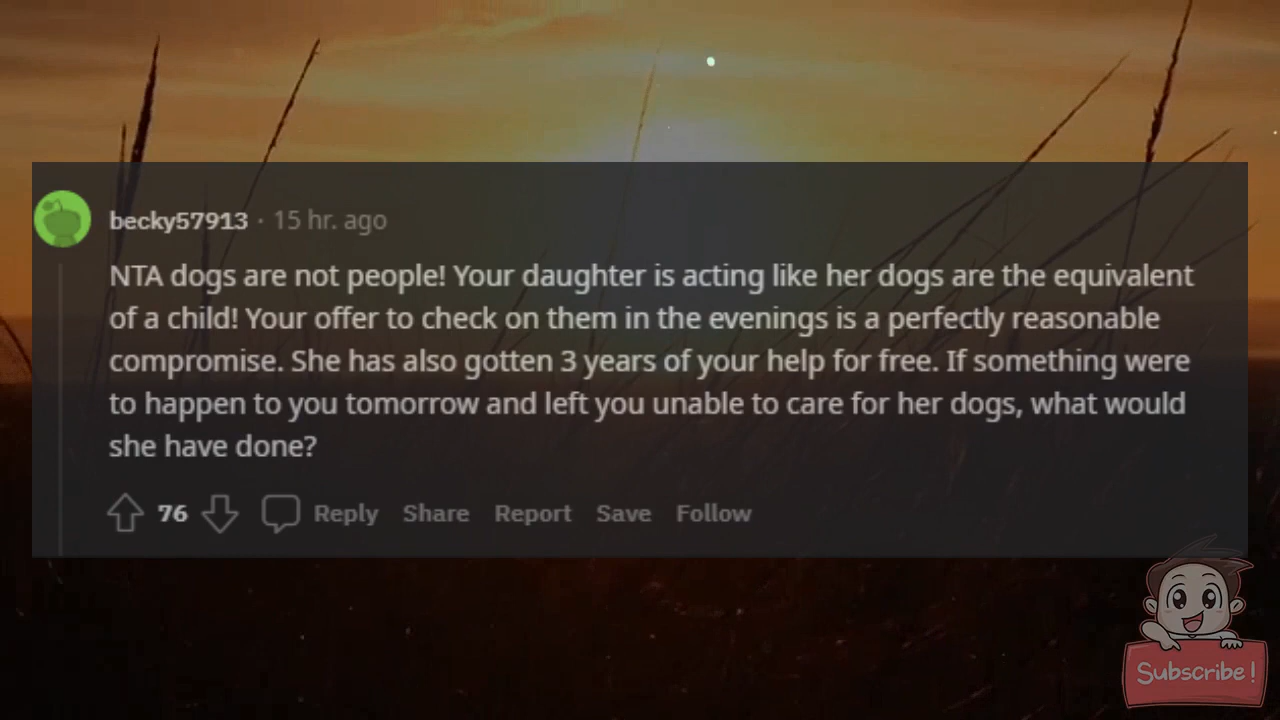 becky57913 · 15 hr. ago
NTA dogs are not people! Your daughter is acting like her dogs are the equivalent
of a child! Your offer to check on them in the evenings is a perfectly reasonable
compromise. She has also gotten 3 years of your help for free. If something were
to happen to you tomorrow and left you unable to care for her dogs, what would
she have done?
76 Reply Share Report Save Follow
Subscribe!